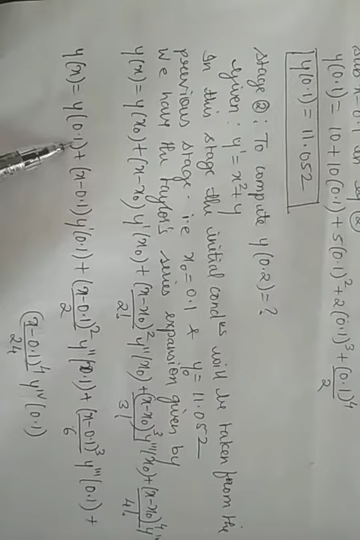 y(0.1) = 10 + 10(0.1) + 5(0.1)² + 2(0.1)³ + (0.1)⁴/2
y(0.1) = 11.052
Stage ②: To compute y(0.2) = ?
given: y' = x² + y
In this stage the initial condns will be taken from the
previous stage. i.e x₀ = 0.1 & y₀ = 11.052
We have the Taylor's series expansion given by
y(x) = y(x₀) + (x-x₀) y'(x₀) + (x-x₀)²/2! y''(x₀) + (x-x₀)³/3! y'''(x₀) + (x-x₀)⁴/4!
y(x) = y(0.1) + (x-0.1) y'(0.1) + (x-0.1)²/2 y''(0.1) + (x-0.1)³/6 y'''(0.1) +
(x-0.1)⁴/24 yⁱᵛ(0.1)